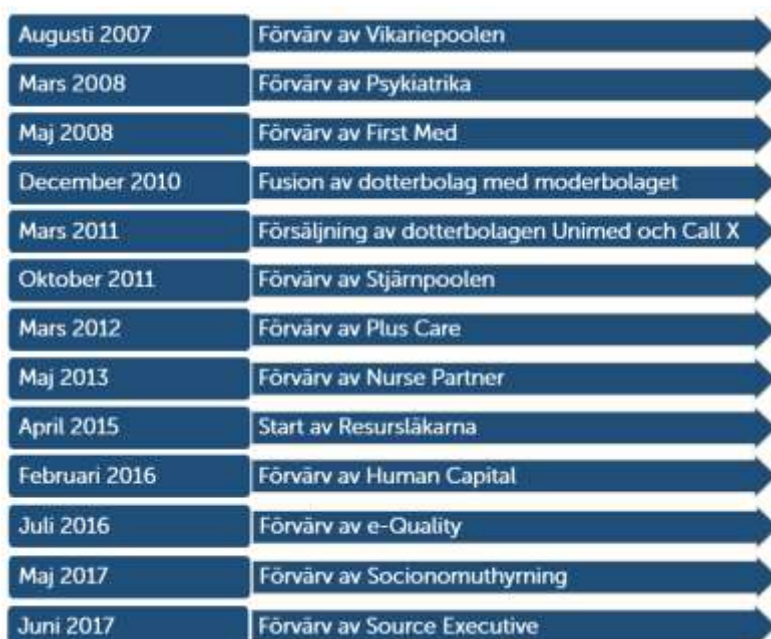 Augusti 2007 Förvärv av Vikariepoolen
Mars 2008 Förvärv av Psykiatrika
Maj 2008 Förvärv av First Med
December 2010 Fusion av dotterbolag med moderbolaget
Mars 2011 Försäljning av dotterbolagen Unimed och Call X
Oktober 2011 Förvärv av Stjärnpoolen
Mars 2012 Förvärv av Plus Care
Maj 2013 Förvärv av Nurse Partner
April 2015 Start av Resursläkarna
Februari 2016 Förvärv av Human Capital
Juli 2016 Förvärv av e-Quality
Maj 2017 Förvärv av Socionomuthyrning
Juni 2017 Förvärv av Source Executive